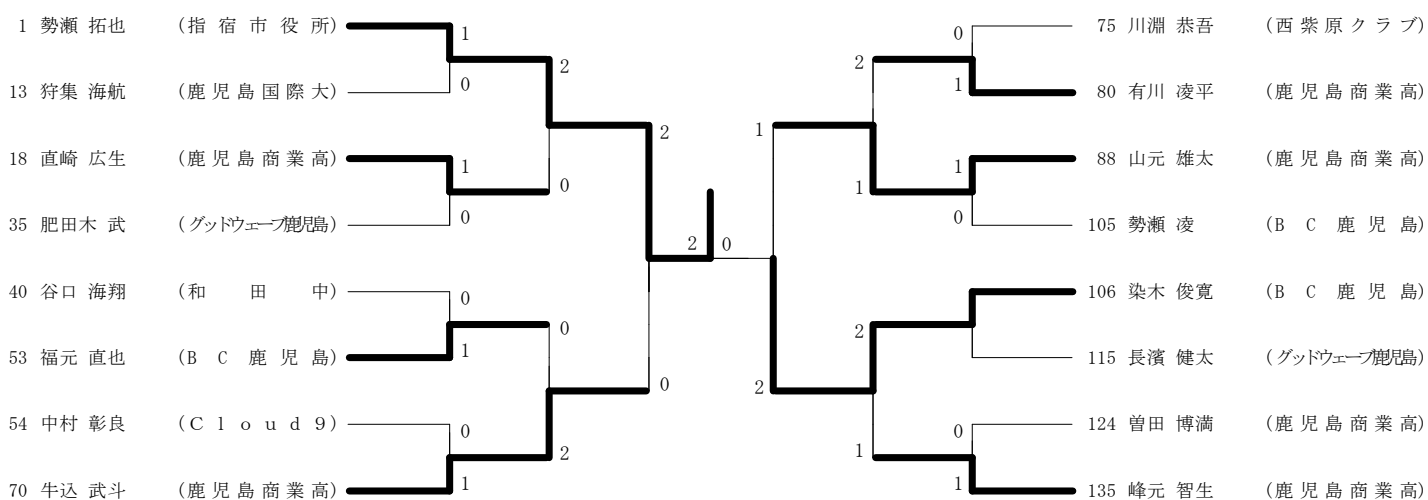 1 勢瀬 拓也 (指宿市役所)
1
2
13 狩集 海航 (鹿児島国際大)
0
2
18 直崎 広生 (鹿児島商業高)
1
0
35 肥田木 武 (グッドウェーブ鹿児島)
0
2
0
40 谷口 海翔 (和田中)
0
0
53 福元 直也 (BC鹿児島)
1
0
54 中村 彰良 (Cloud9)
0
2
70 牛込 武斗 (鹿児島商業高)
1
0
75 川淵 恭吾 (西紫原クラブ)
2
1
80 有川 凌平 (鹿児島商業高)
1
1
88 山元 雄太 (鹿児島商業高)
1
0
105 勢瀬 凌 (BC鹿児島)
106 染木 俊寛 (BC鹿児島)
2
115 長濱 健太 (グッドウェーブ鹿児島)
2
0
124 曽田 博満 (鹿児島商業高)
1
1
135 峰元 智生 (鹿児島商業高)